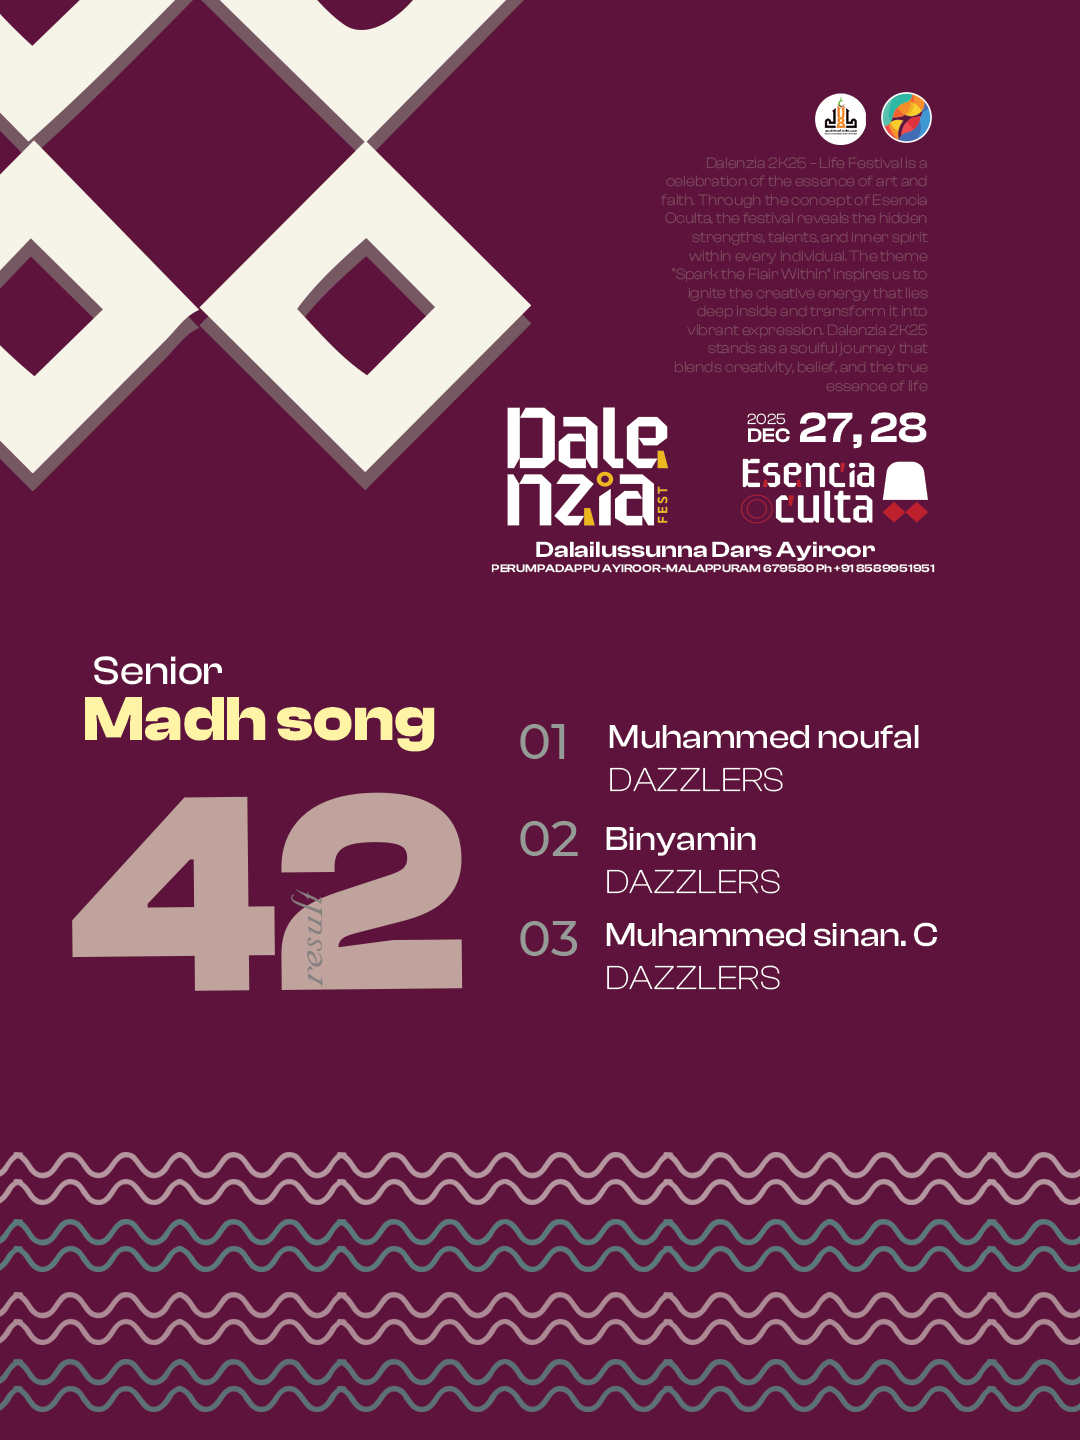 Dalenzia 2K25 – Life Festival is a
celebration of the essence of art and
faith. Through the concept of Esencia
Oculta, the festival reveals the hidden
strengths, talents, and inner spirit
within every individual. The theme
"Spark the Flair Within" inspires us to
ignite the creative energy that lies
deep inside and transform it into
vibrant expression. Dalenzia 2K25
stands as a soulful journey that
blends creativity, belief, and the true
essence of life
Dale
nzia
FEST
2025
DEC 27, 28
Esencia
Oculta
Dalailussunna Dars Ayiroor
PERUMPADAPPU AYIROOR-MALAPPURAM 679580 Ph +91 8589951951
Senior
Madh song
42
result
01 Muhammed noufal
DAZZLERS
02 Binyamin
DAZZLERS
03 Muhammed sinan. C
DAZZLERS